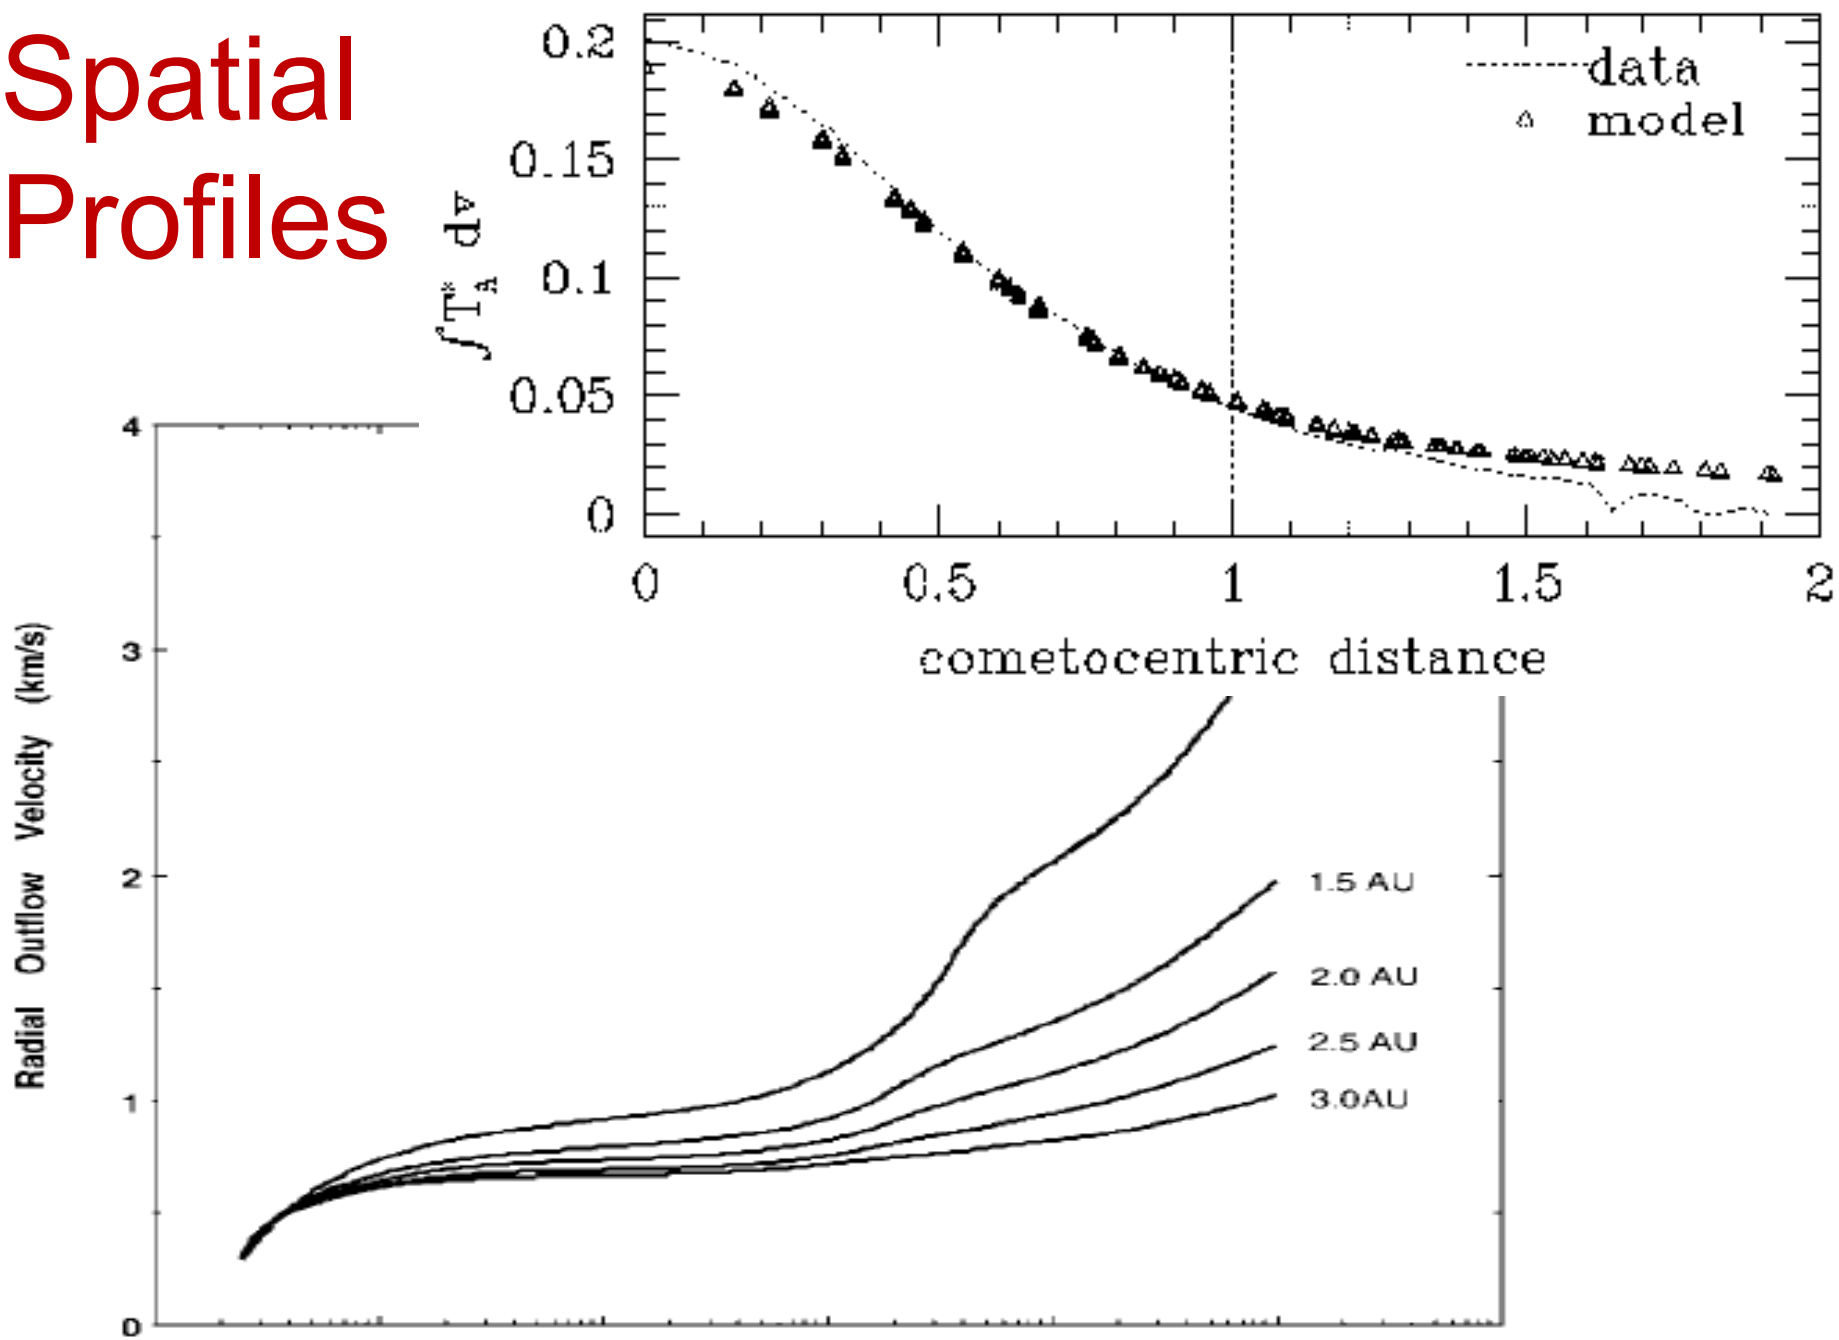 Spatial
Profiles
0.2
0.15
0.1
0.05
0
∫T*A dv
data
model
0 0.5 1 1.5 2
cometocentric distance
4
3
2
1
0
Radial Outflow Velocity (km/s)
1.5 AU
2.0 AU
2.5 AU
3.0AU